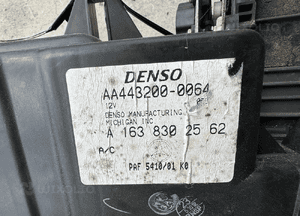 DENSO
AA443200-0064
12V
DENSO MANUFACTURING
MICHIGAN INC
A 163 830 25 62
A/C
PAF 5410/01 K0